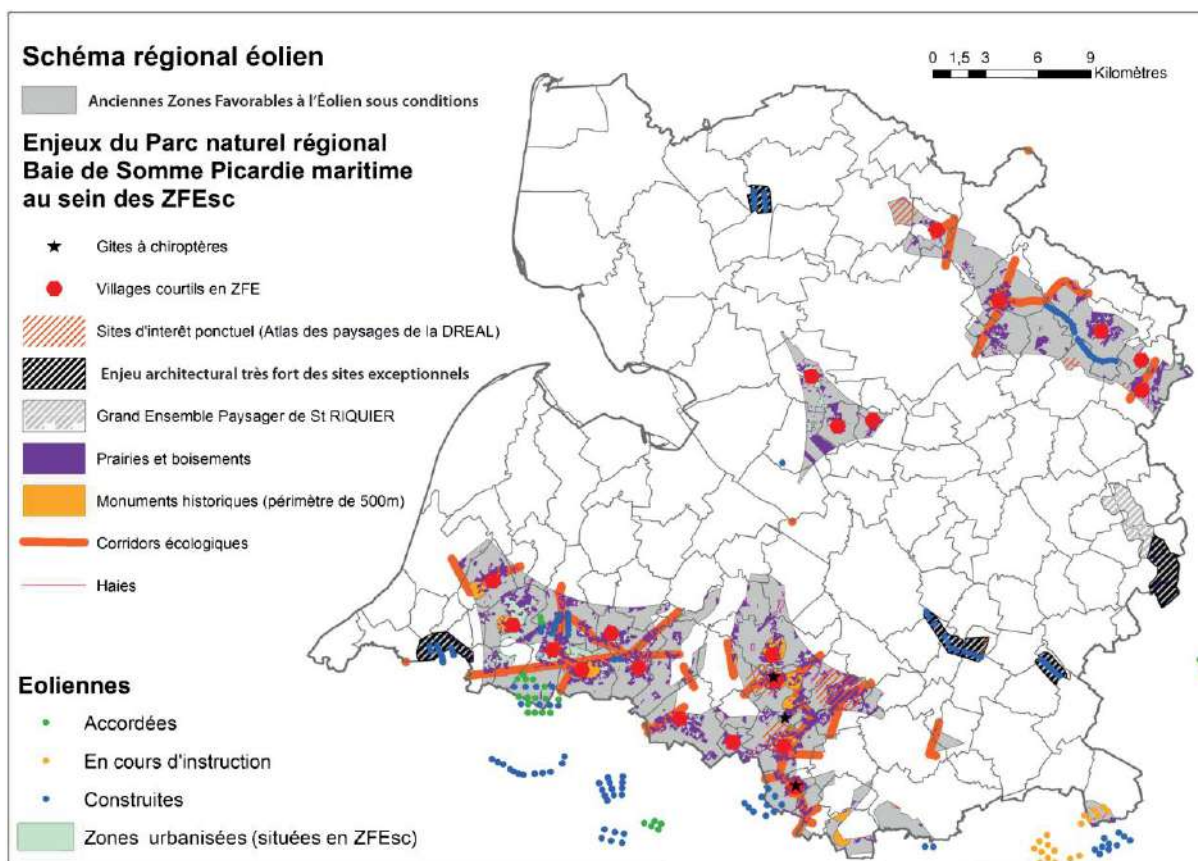 Schéma régional éolien
Anciennes Zones Favorables à l'Éolien sous conditions
Enjeux du Parc naturel régional
Baie de Somme Picardie maritime
au sein des ZFEsc
Gites à chiroptères
Villages courtils en ZFE
Sites d'intérêt ponctuel (Atlas des paysages de la DREAL)
Enjeu architectural très fort des sites exceptionnels
Grand Ensemble Paysager de St RIQUIER
Prairies et boisements
Monuments historiques (périmètre de 500m)
Corridors écologiques
Haies
Eoliennes
Accordées
En cours d'instruction
Construites
Zones urbanisées (situées en ZFEsc)
0 1,5 3 6 9
Kilomètres